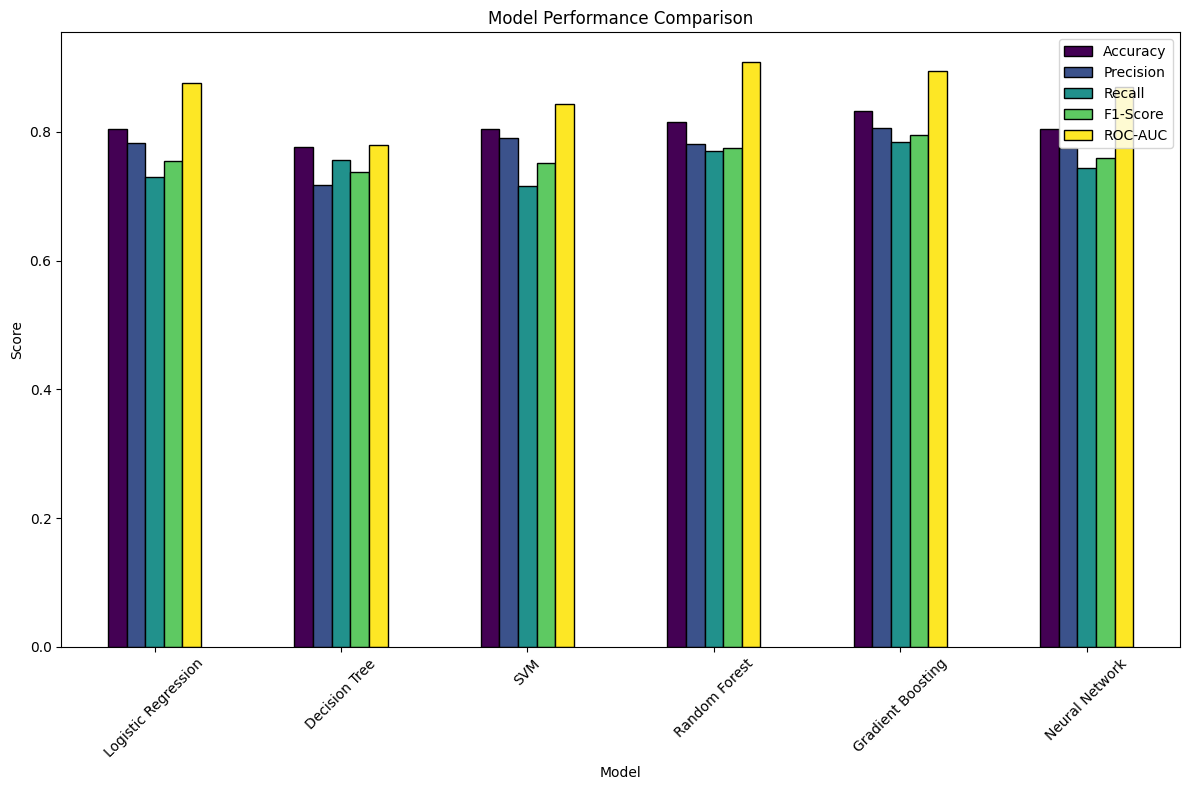 Model Performance Comparison
Accuracy
Precision
Recall
F1-Score
ROC-AUC
0.8
0.6
0.4
0.2
0.0
Score
Logistic Regression
Decision Tree
SVM
Random Forest
Gradient Boosting
Neural Network
Model